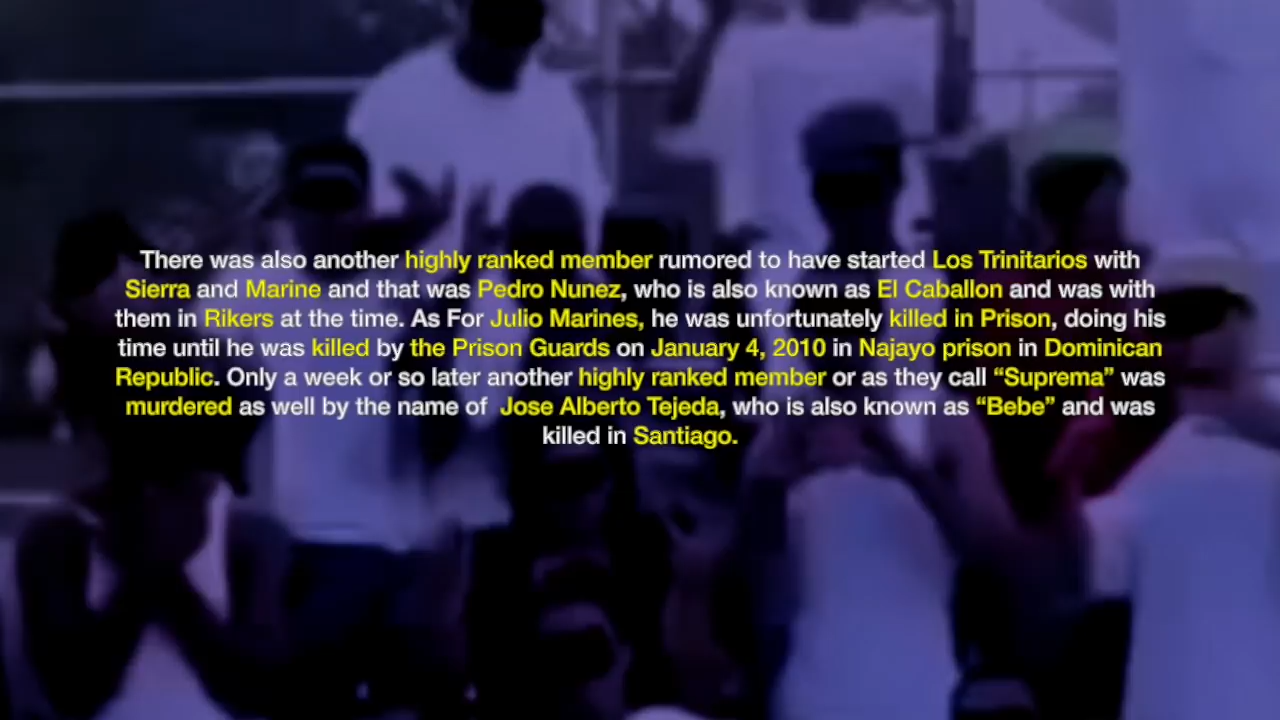 There was also another highly ranked member rumored to have started Los Trinitarios with
Sierra and Marine and that was Pedro Nunez, who is also known as El Caballon and was with
them in Rikers at the time. As For Julio Marines, he was unfortunately killed in Prison, doing his
time until he was killed by the Prison Guards on January 4, 2010 in Najayo prison in Dominican
Republic. Only a week or so later another highly ranked member or as they call “Suprema” was
murdered as well by the name of Jose Alberto Tejeda, who is also known as “Bebe” and was
killed in Santiago.